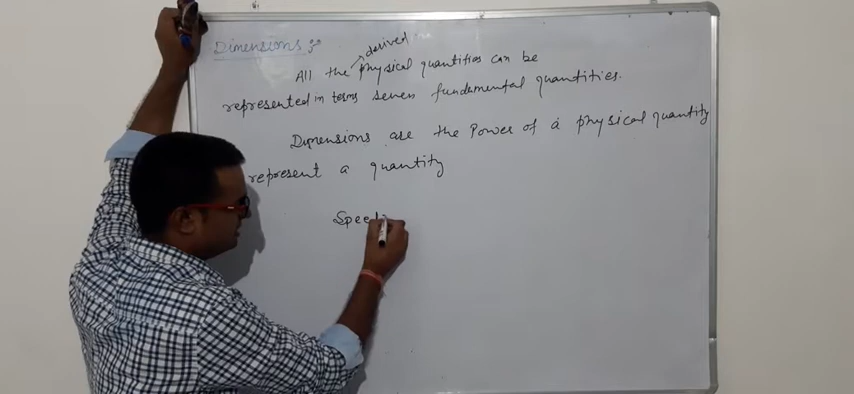 Dimensions :-
derived
All the physical quantities can be
represented in terms seven fundamental quantities.
Dimensions are the Power of a physical quantity
represent a quantity
Speed